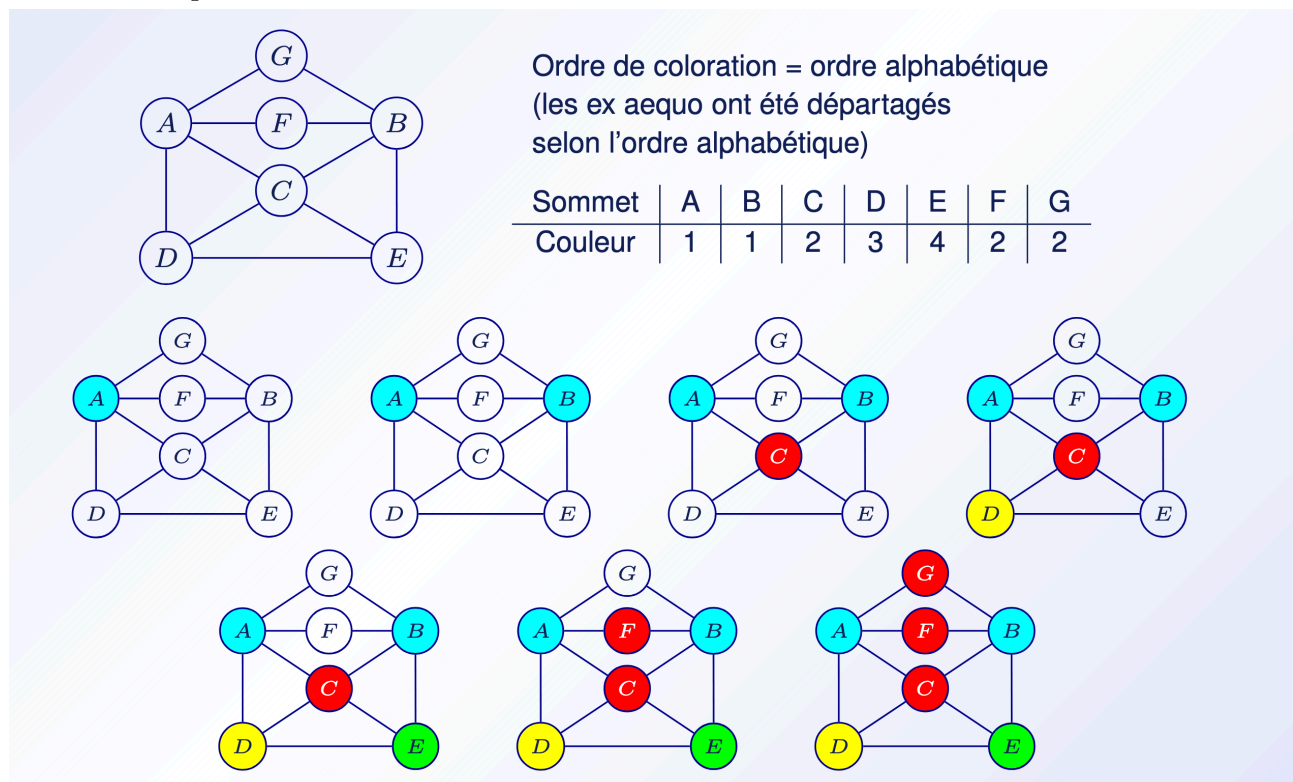 G
Ordre de coloration = ordre alphabétique
(les ex aequo ont été départagés
selon l'ordre alphabétique)
A F B
C
D E
Sommet A B C D E F G
Couleur 1 1 2 3 4 2 2
G G G G
A F B A F B A F B A F B
C C C C
D E D E D E D E
G G G
A F B A F B A F B
C C C
D E D E D E